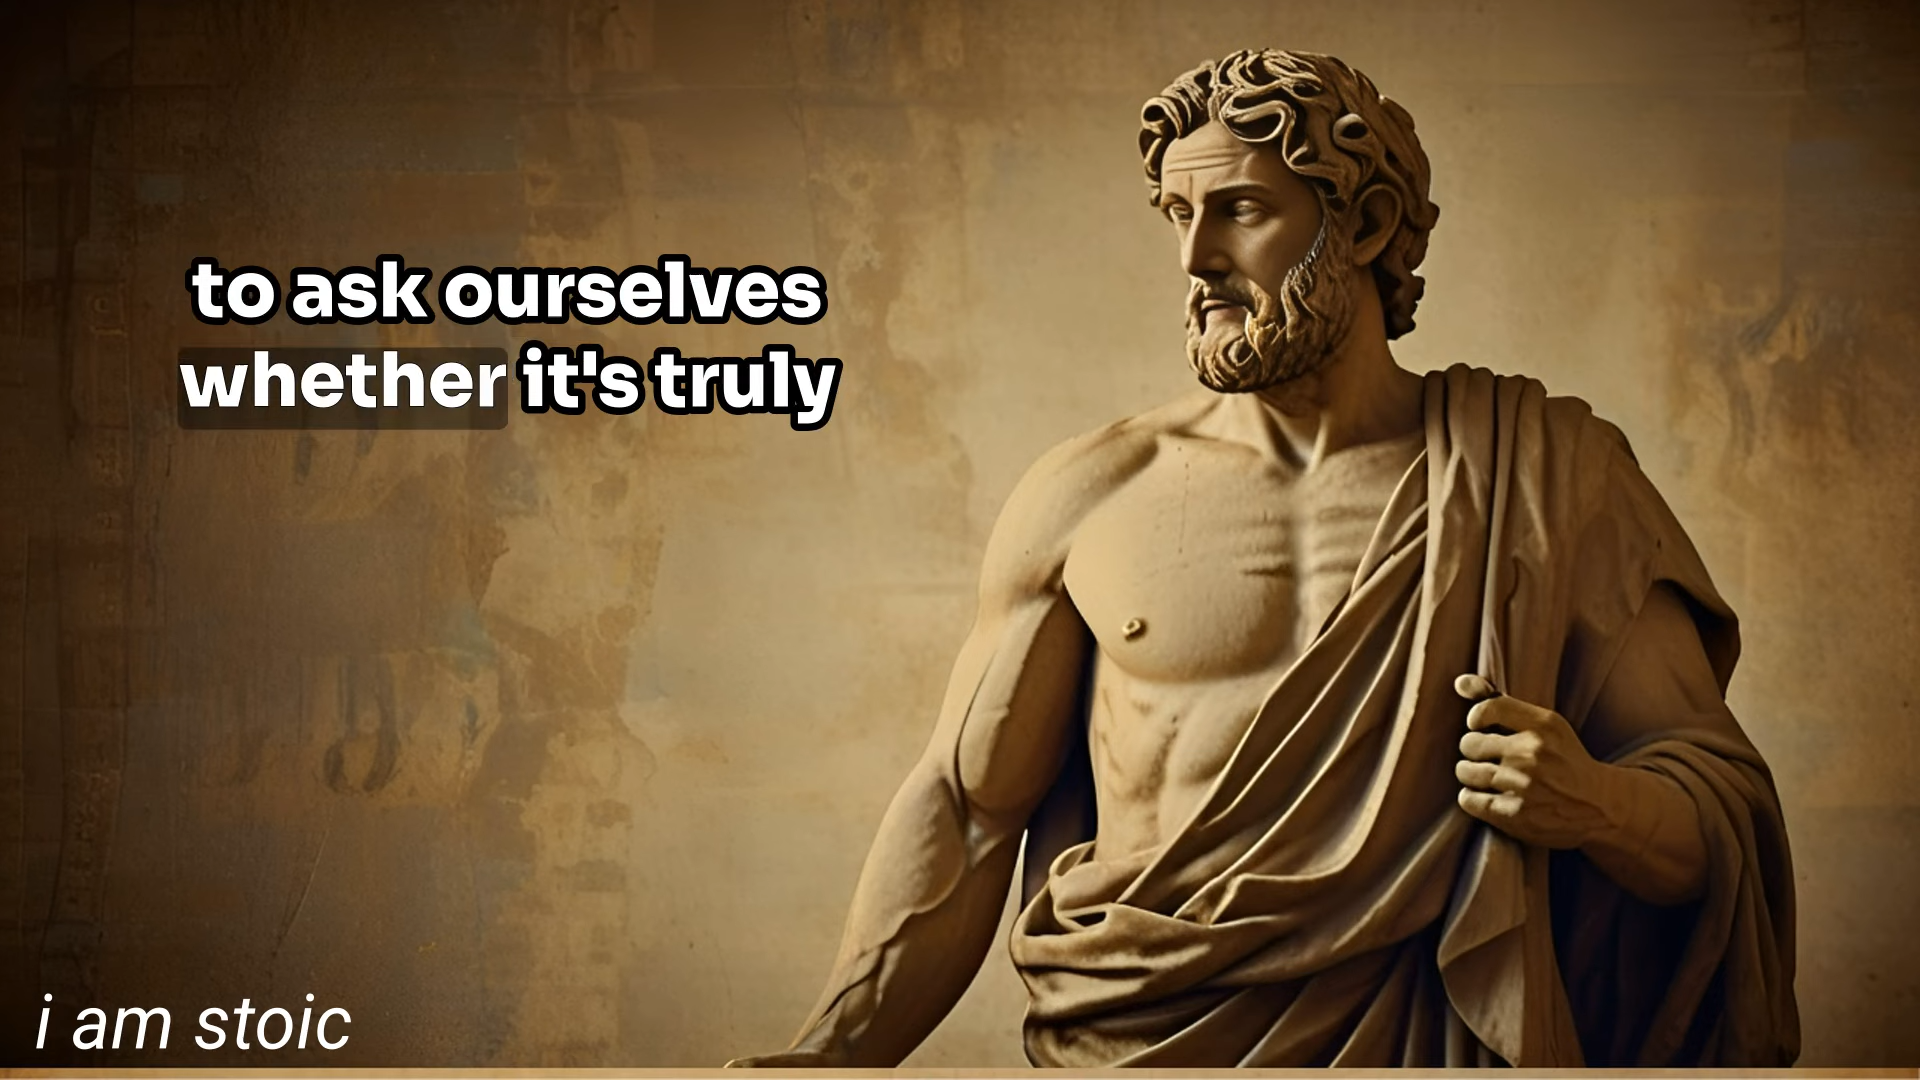 to ask ourselves
whether it's truly
i am stoic